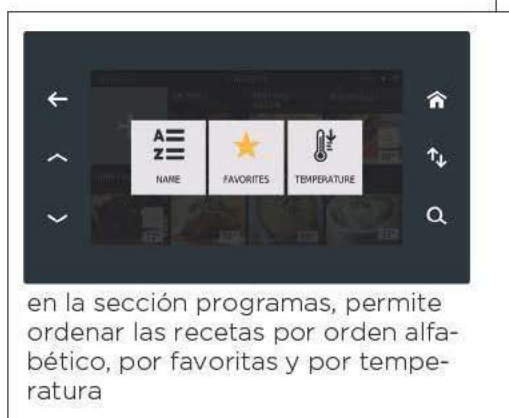 A
Z
NAME
FAVORITES
TEMPERATURE
en la sección programas, permite
ordenar las recetas por orden alfa-
bético, por favoritas y por tempe-
ratura